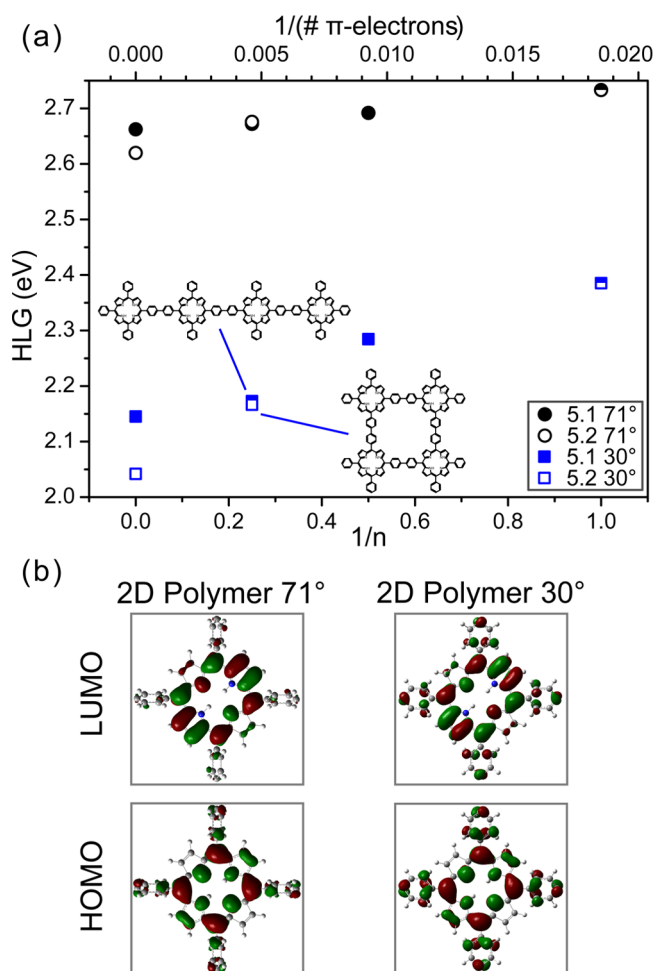 (a)
1/(# π-electrons)
0.000 0.005 0.010 0.015 0.020
2.7
2.6
2.5
2.4
2.3
2.2
2.1
2.0
HLG (eV)
5.1 71°
5.2 71°
5.1 30°
5.2 30°
0.0 0.2 0.4 0.6 0.8 1.0
1/n
(b)
2D Polymer 71° 2D Polymer 30°
LUMO
HOMO